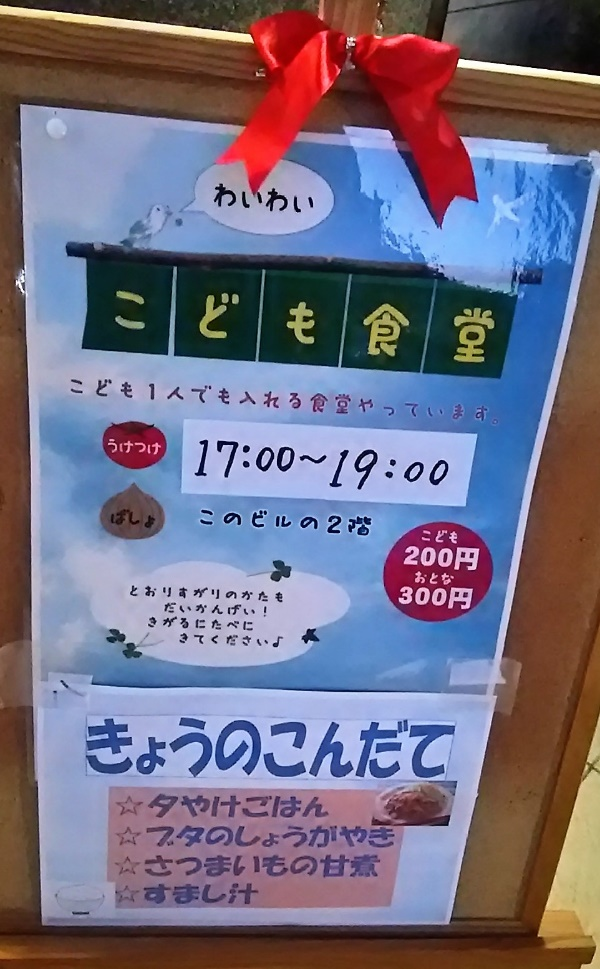 わいわい
こども食堂
こども1人でも入れる食堂やっています。
うけつけ
17:00～19:00
ばしょ
このビルの2階
こども
200円
おとな
300円
とおりすがりのかたも
だいかんげい！
きがるにたべに
きてください♪
きょうのこんだて
☆夕やけごはん
☆ブタのしょうがやき
☆さつまいもの甘煮
☆すまし汁